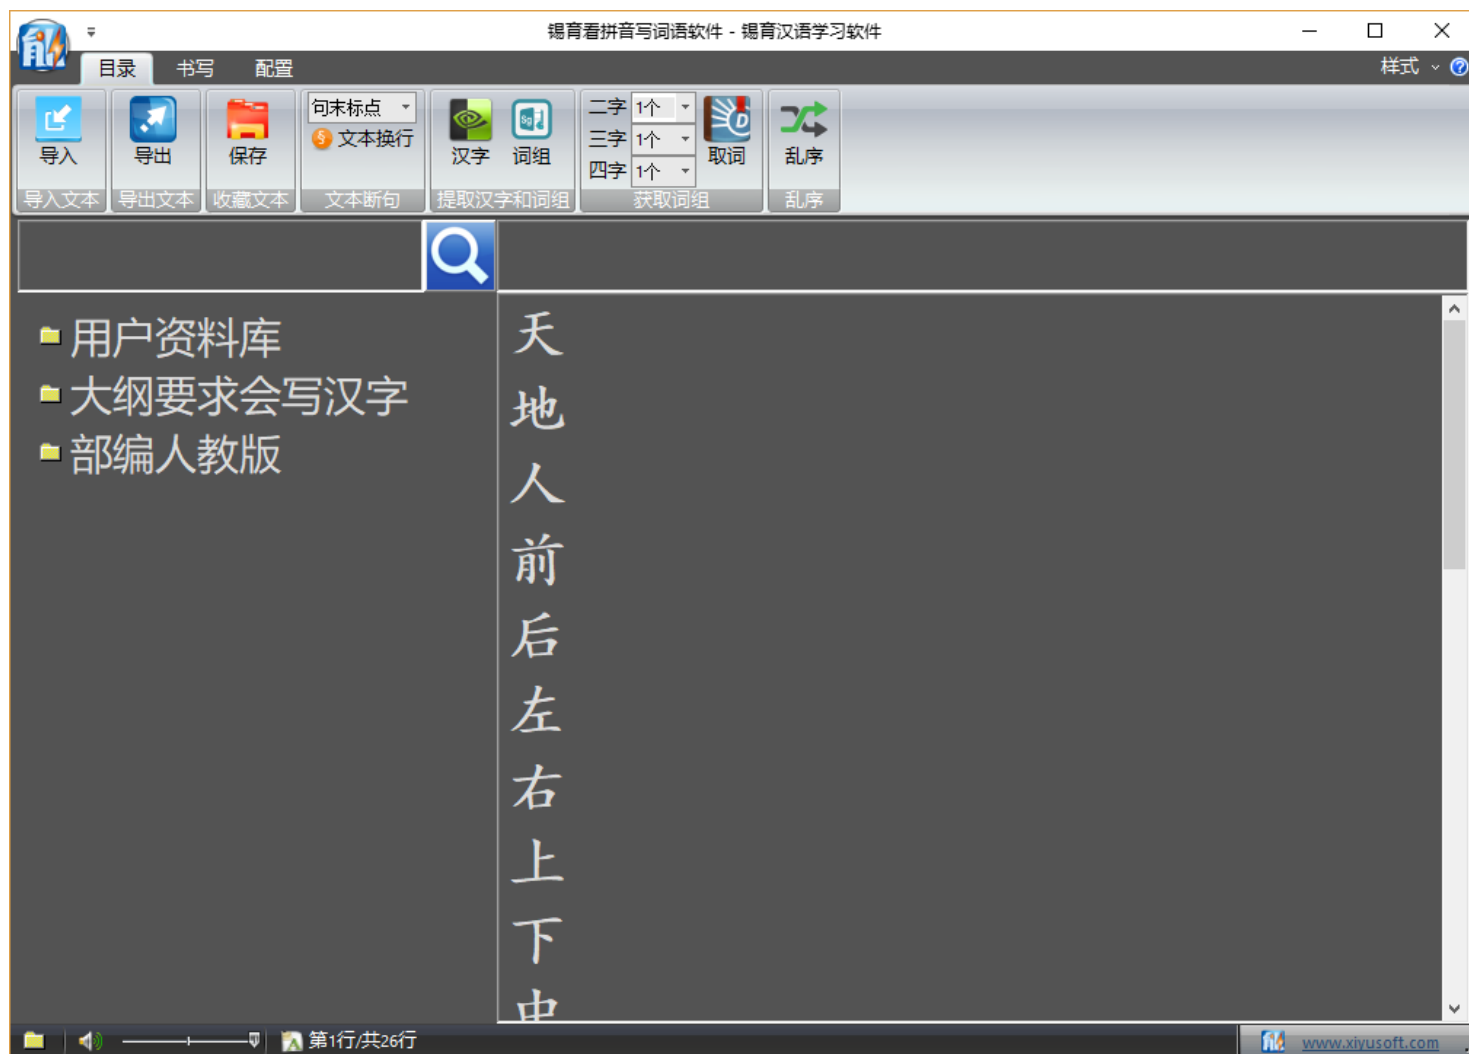 锡育看拼音写词语软件 - 锡育汉语学习软件
目录 书写 配置 样式
句末标点
文本换行
二字 1个
三字 1个
四字 1个
导入 导出 保存 汉字 词组 取词 乱序
导入文本 导出文本 收藏文本 文本断句 提取汉字和词组 获取词组 乱序
用户资料库
大纲要求会写汉字
部编人教版
天
地
人
前
后
左
右
上
下
中
第1行/共26行
www.xiyusoft.com